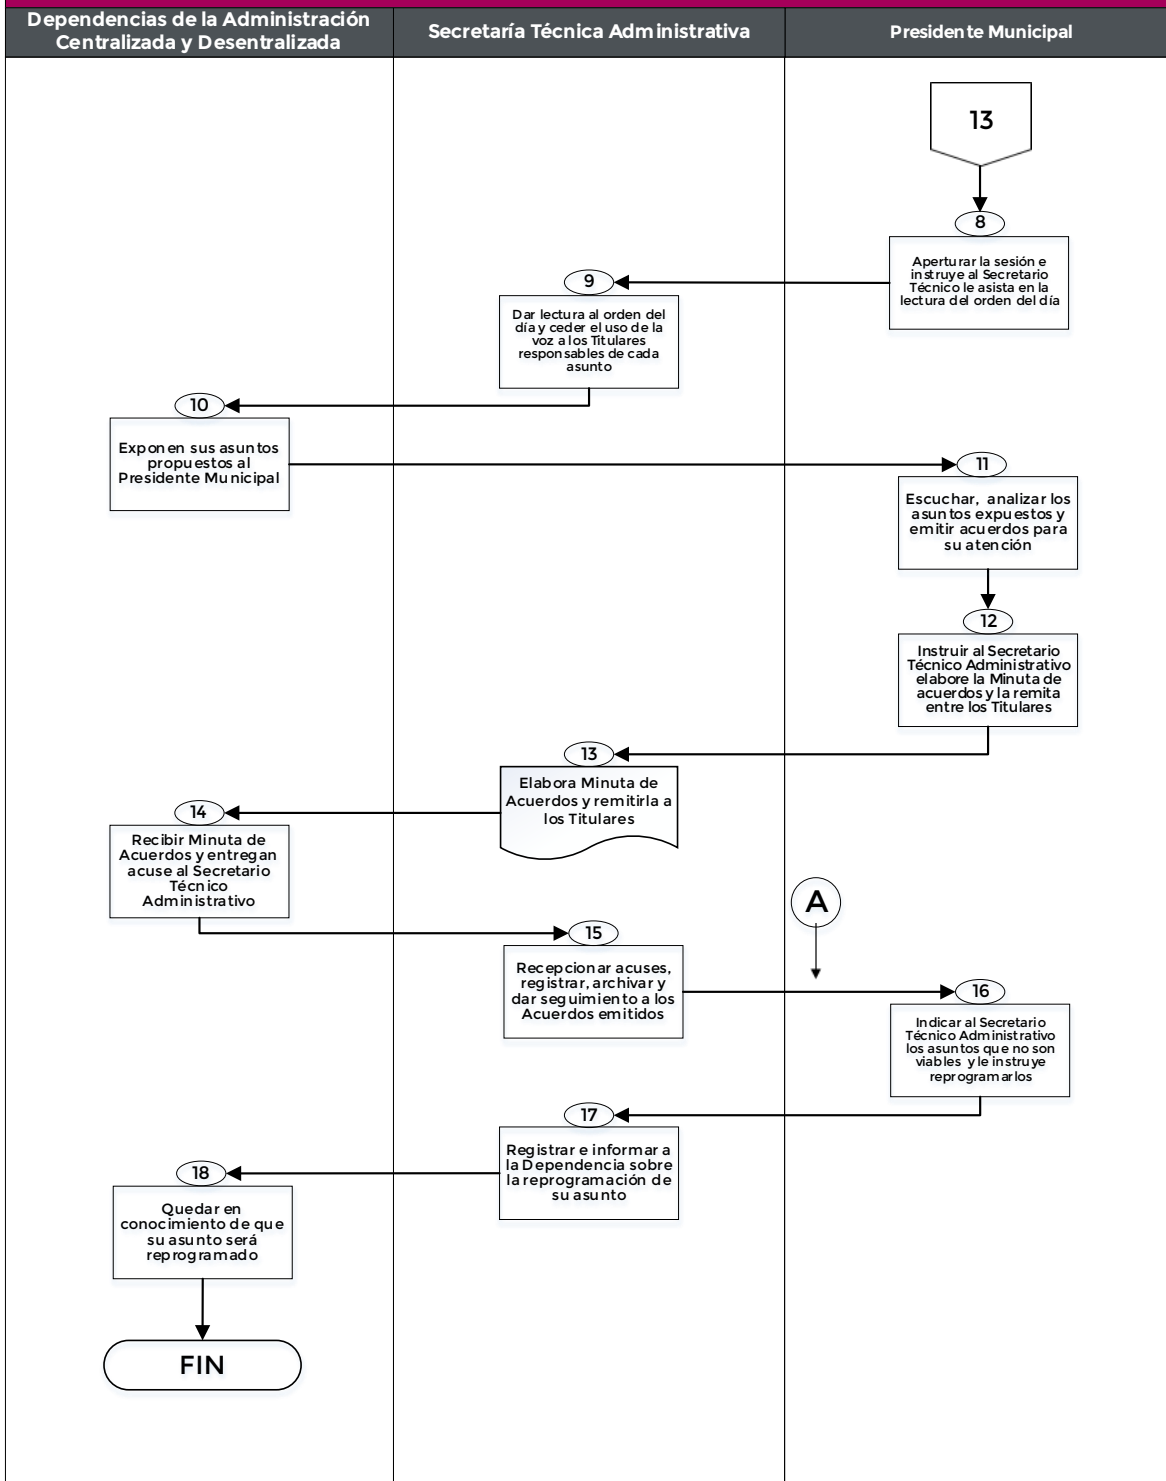 Dependencias de la Administración
Centralizada y Desentralizada
Secretaría Técnica Administrativa
Presidente Municipal
13
8
Aperturar la sesión e
instruye al Secretario
Técnico le asista en la
lectura del orden del día
9
Dar lectura al orden del
día y ceder el uso de la
voz a los Titulares
responsables de cada
asunto
10
Exponen sus asuntos
propuestos al
Presidente Municipal
11
Escuchar, analizar los
asuntos expuestos y
emitir acuerdos para
su atención
12
Instruir al Secretario
Técnico Administrativo
elabore la Minuta de
acuerdos y la remita
entre los Titulares
13
Elabora Minuta de
Acuerdos y remitirla a
los Titulares
14
Recibir Minuta de
Acuerdos y entregan
acuse al Secretario
Técnico
Administrativo
A
15
Recepcionar acuses,
registrar, archivar y
dar seguimiento a los
Acuerdos emitidos
16
Indicar al Secretario
Técnico Administrativo
los asuntos que no son
viables y le instruye
reprogramarlos
17
Registrar e informar a
la Dependencia sobre
la reprogramación de
su asunto
18
Quedar en
conocimiento de que
su asunto será
reprogramado
FIN